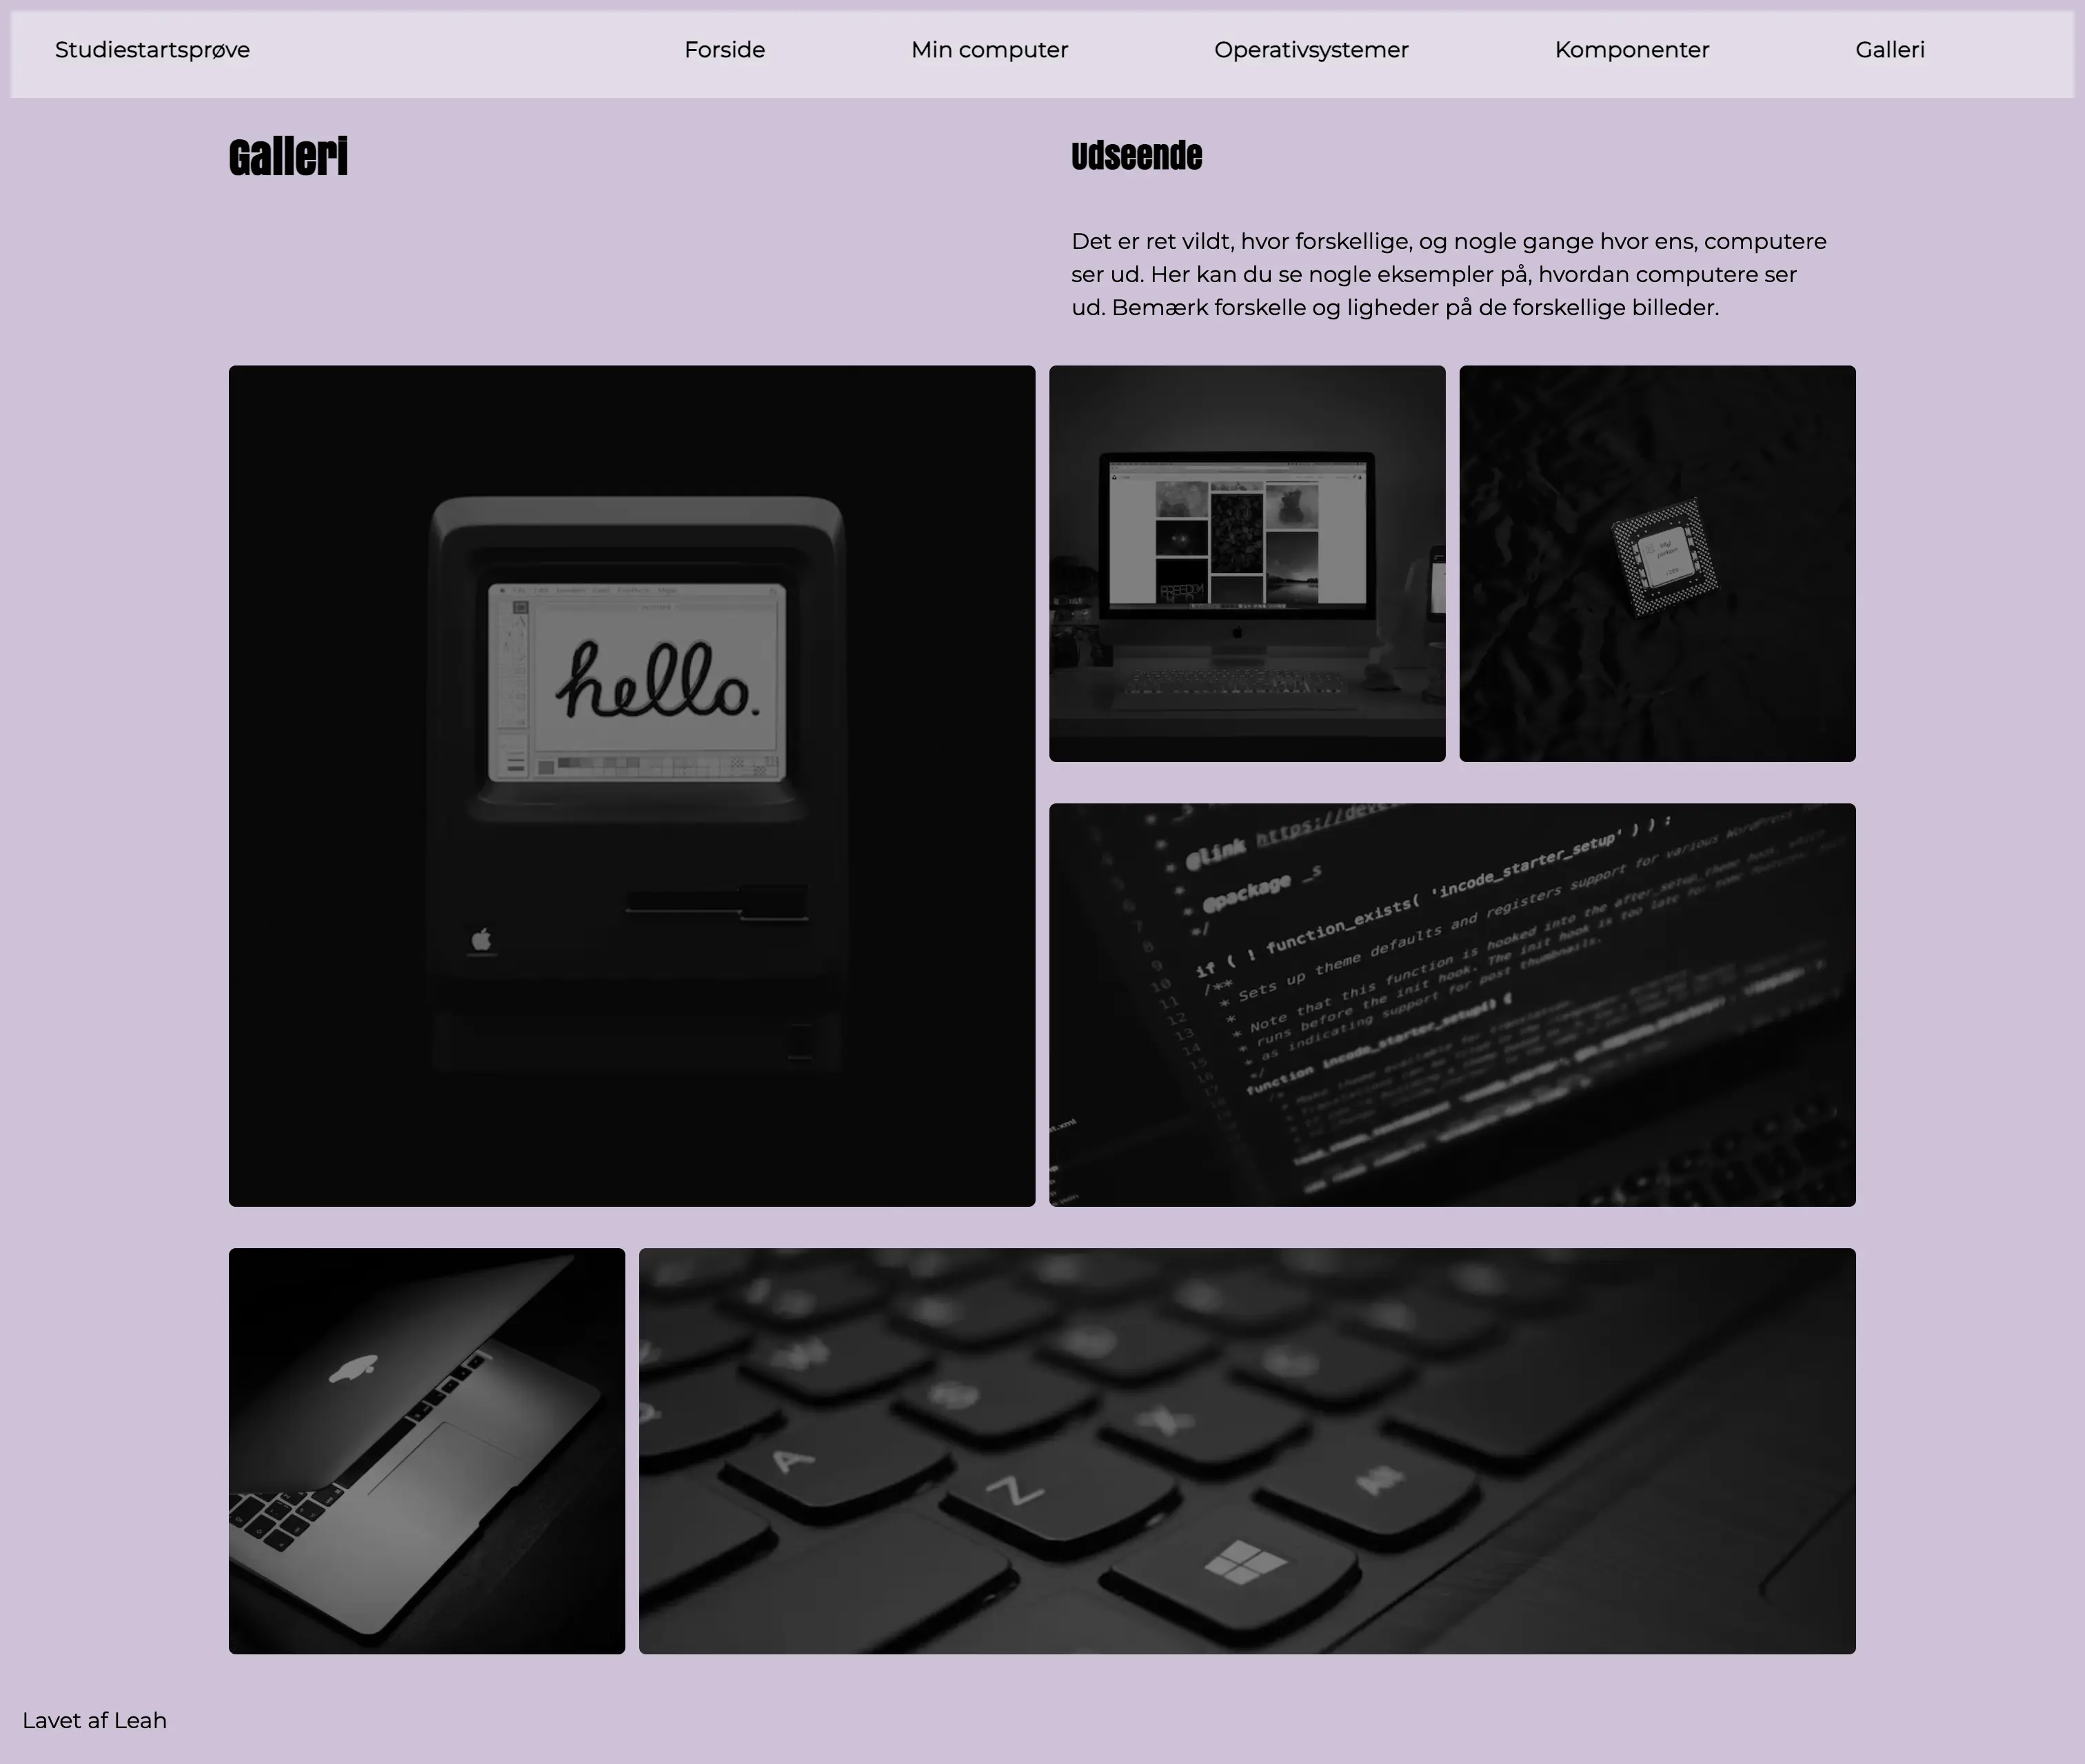 Studiestartsprøve
Forside
Min computer
Operativsystemer
Komponenter
Galleri
Galleri
Udseende
Det er ret vildt, hvor forskellige, og nogle gange hvor ens, computere
ser ud. Her kan du se nogle eksempler på, hvordan computere ser
ud. Bemærk forskelle og ligheder på de forskellige billeder.
hello.
FREEDOM
@link https://deve
* @package _s
*/
if ( ! function_exists( 'incode_starter_setup' ) ) :
/**
* Sets up theme defaults and registers support for various WordPress
*
* Note that this function is hooked into the after_setup_theme hook, which
* runs before the init hook. The init hook is too late for some features,
* as indicating support for post thumbnails.
*/
function incode_starter_setup() {
A
Z
X
Alt
Lavet af Leah